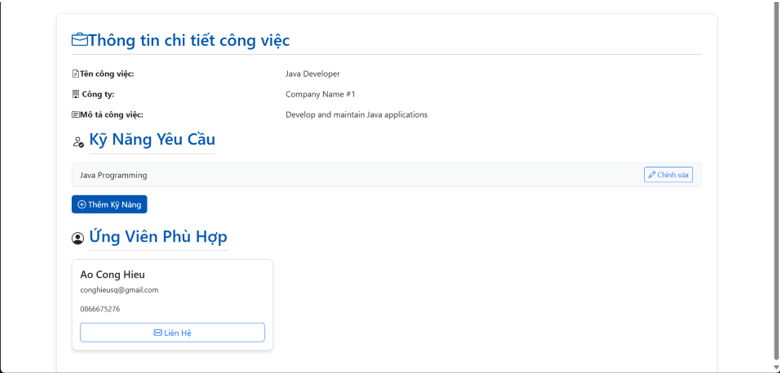 Thông tin chi tiết công việc
Tên công việc: Java Developer
Công ty: Company Name #1
Mô tả công việc: Develop and maintain Java applications
Kỹ Năng Yêu Cầu
Java Programming Chỉnh sửa
Thêm Kỹ Năng
Ứng Viên Phù Hợp
Ao Cong Hieu
conghieusq@gmail.com
0866675276
Liên Hệ